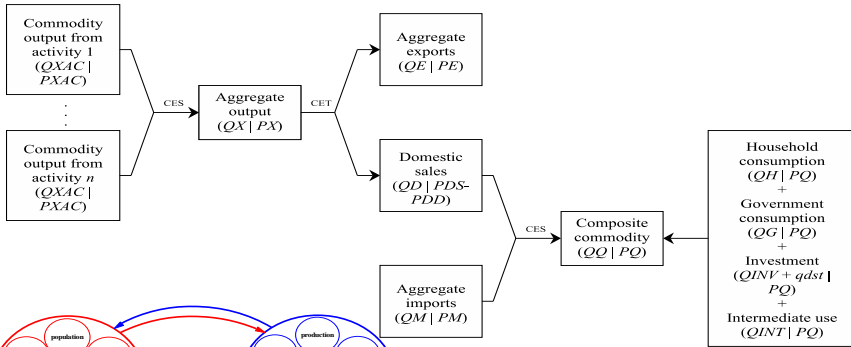 Commodity
output from
activity 1
(QXAC |
PXAC)
.
.
.
Commodity
output from
activity n
(QXAC |
PXAC)
CES
Aggregate
output
(QX | PX)
CET
Aggregate
exports
(QE | PE)
Domestic
sales
(QD | PDS-
PDD)
Aggregate
imports
(QM | PM)
CES
Composite
commodity
(QQ | PQ)
Household
consumption
(QH | PQ)
+
Government
consumption
(QG | PQ)
+
Investment
(QINV + qdst |
PQ)
+
Intermediate use
(QINT | PQ)
population
production